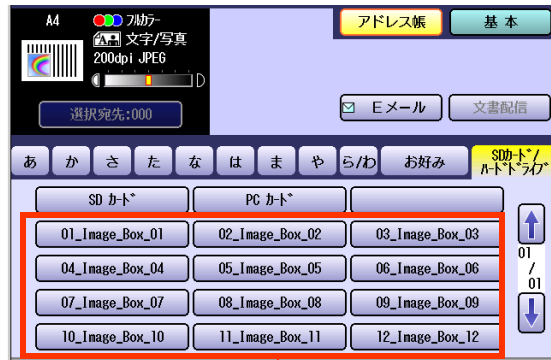 A4 フルカラー アドレス帳 基本
A 文字/写真
200dpi JPEG
D
選択宛先:000 Eメール 文書配信
あ か さ た な は ま や ら/わ お好み SDカード/
ハードドライブ
SD カード PC カード
01_Image_Box_01 02_Image_Box_02 03_Image_Box_03
01
04_Image_Box_04 05_Image_Box_05 06_Image_Box_06 /
01
07_Image_Box_07 08_Image_Box_08 09_Image_Box_09
10_Image_Box_10 11_Image_Box_11 12_Image_Box_12